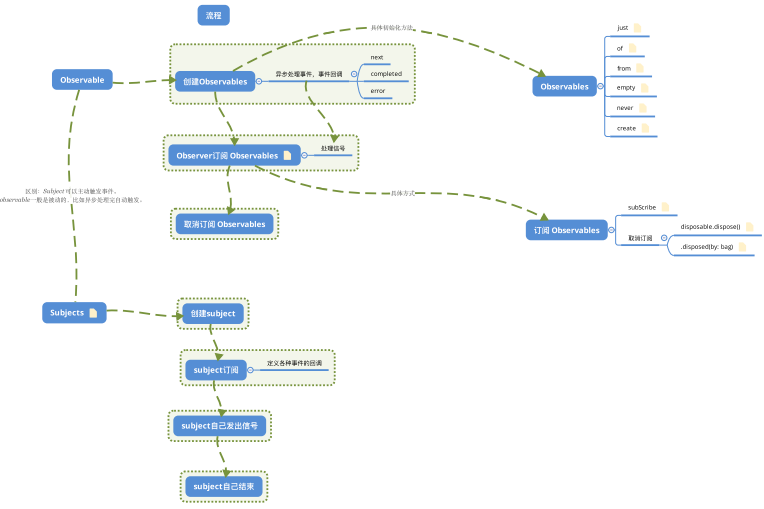 流程
具体初始化方法
just
of
from
empty
never
create
Observable
创建Observables
异步处理事件，事件回调
next
completed
error
Observables
Observer订阅 Observables
处理信号
区别：Subject可以主动触发事件。
observable一般是被动的，比如异步处理完自动触发。
具体方式
取消订阅 Observables
订阅 Observables
subScribe
取消订阅
disposable.dispose()
.disposed(by: bag)
Subjects
创建subject
subject订阅
定义各种事件的回调
subject自己发出信号
subject自己结束